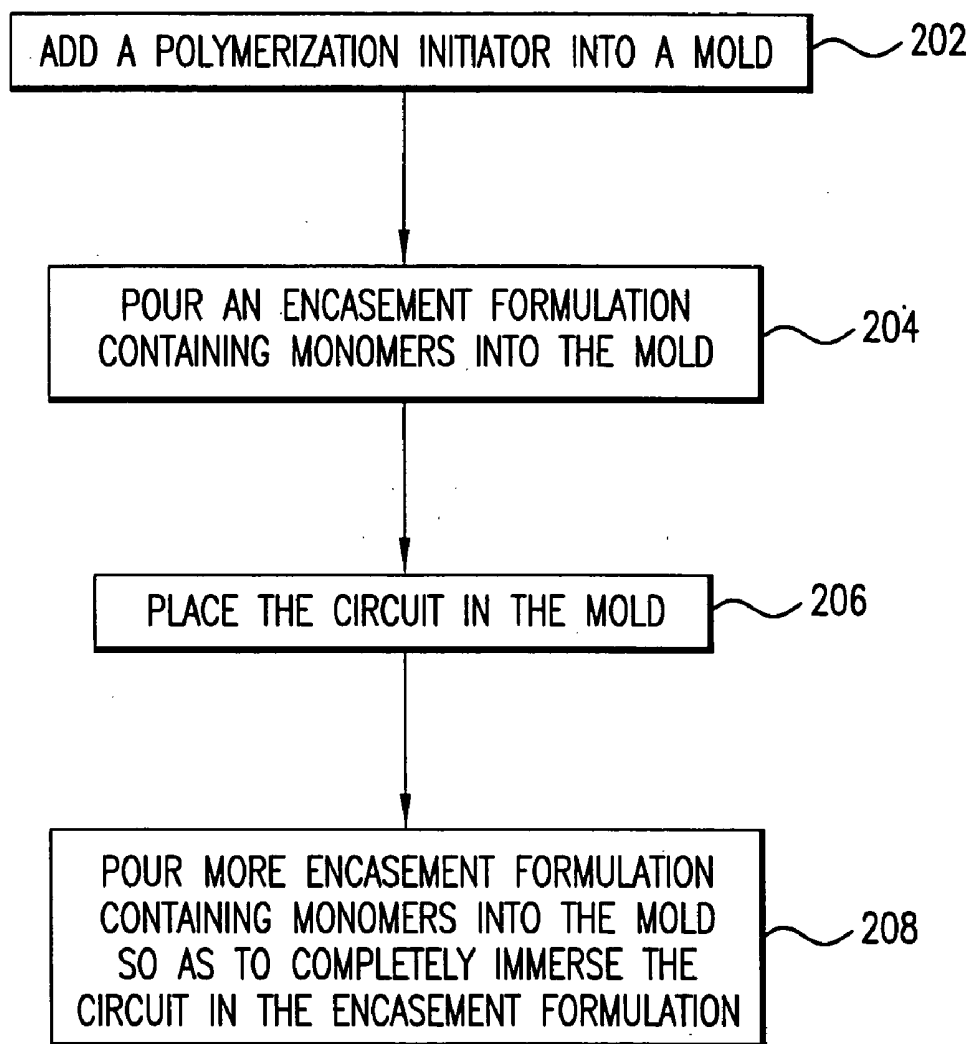 ADD A POLYMERIZATION INITIATOR INTO A MOLD
202
POUR AN ENCASEMENT FORMULATION
CONTAINING MONOMERS INTO THE MOLD
204
PLACE THE CIRCUIT IN THE MOLD
206
POUR MORE ENCASEMENT FORMULATION
CONTAINING MONOMERS INTO THE MOLD
SO AS TO COMPLETELY IMMERSE THE
CIRCUIT IN THE ENCASEMENT FORMULATION
208